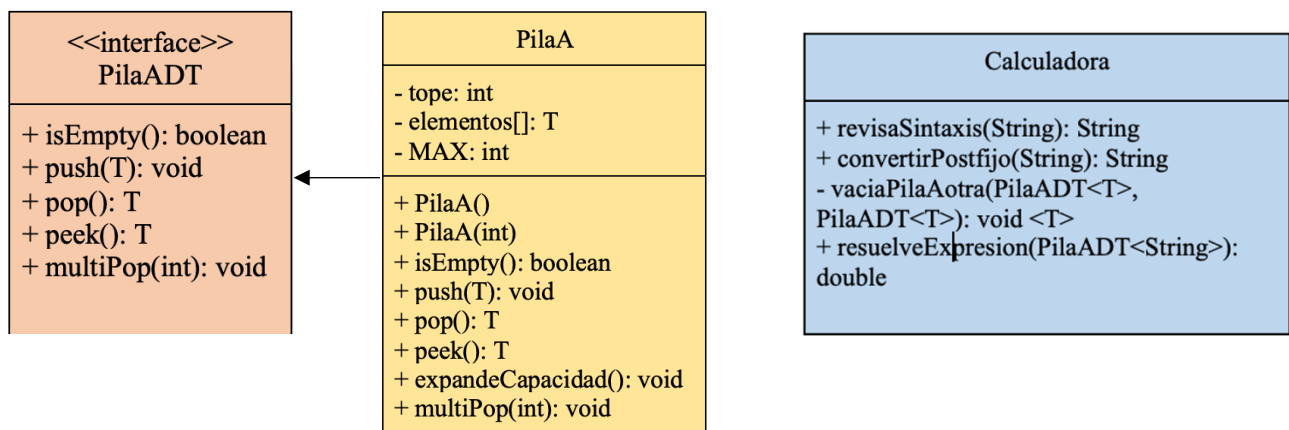 <<interface>>
PilaADT
+ isEmpty(): boolean
+ push(T): void
+ pop(): T
+ peek(): T
+ multiPop(int): void
PilaA
- tope: int
- elementos[]: T
- MAX: int
+ PilaA()
+ PilaA(int)
+ isEmpty(): boolean
+ push(T): void
+ pop(): T
+ peek(): T
+ expandeCapacidad(): void
+ multiPop(int): void
Calculadora
+ revisaSintaxis(String): String
+ convertirPostfijo(String): String
- vaciaPilaAotra(PilaADT<T>,
PilaADT<T>): void <T>
+ resuelveExpresion(PilaADT<String>):
double